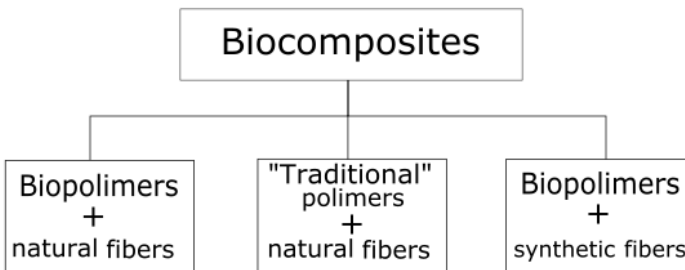 Biocomposites
Biopolimers
+
natural fibers
"Traditional"
polimers
+
natural fibers
Biopolimers
+
synthetic fibers